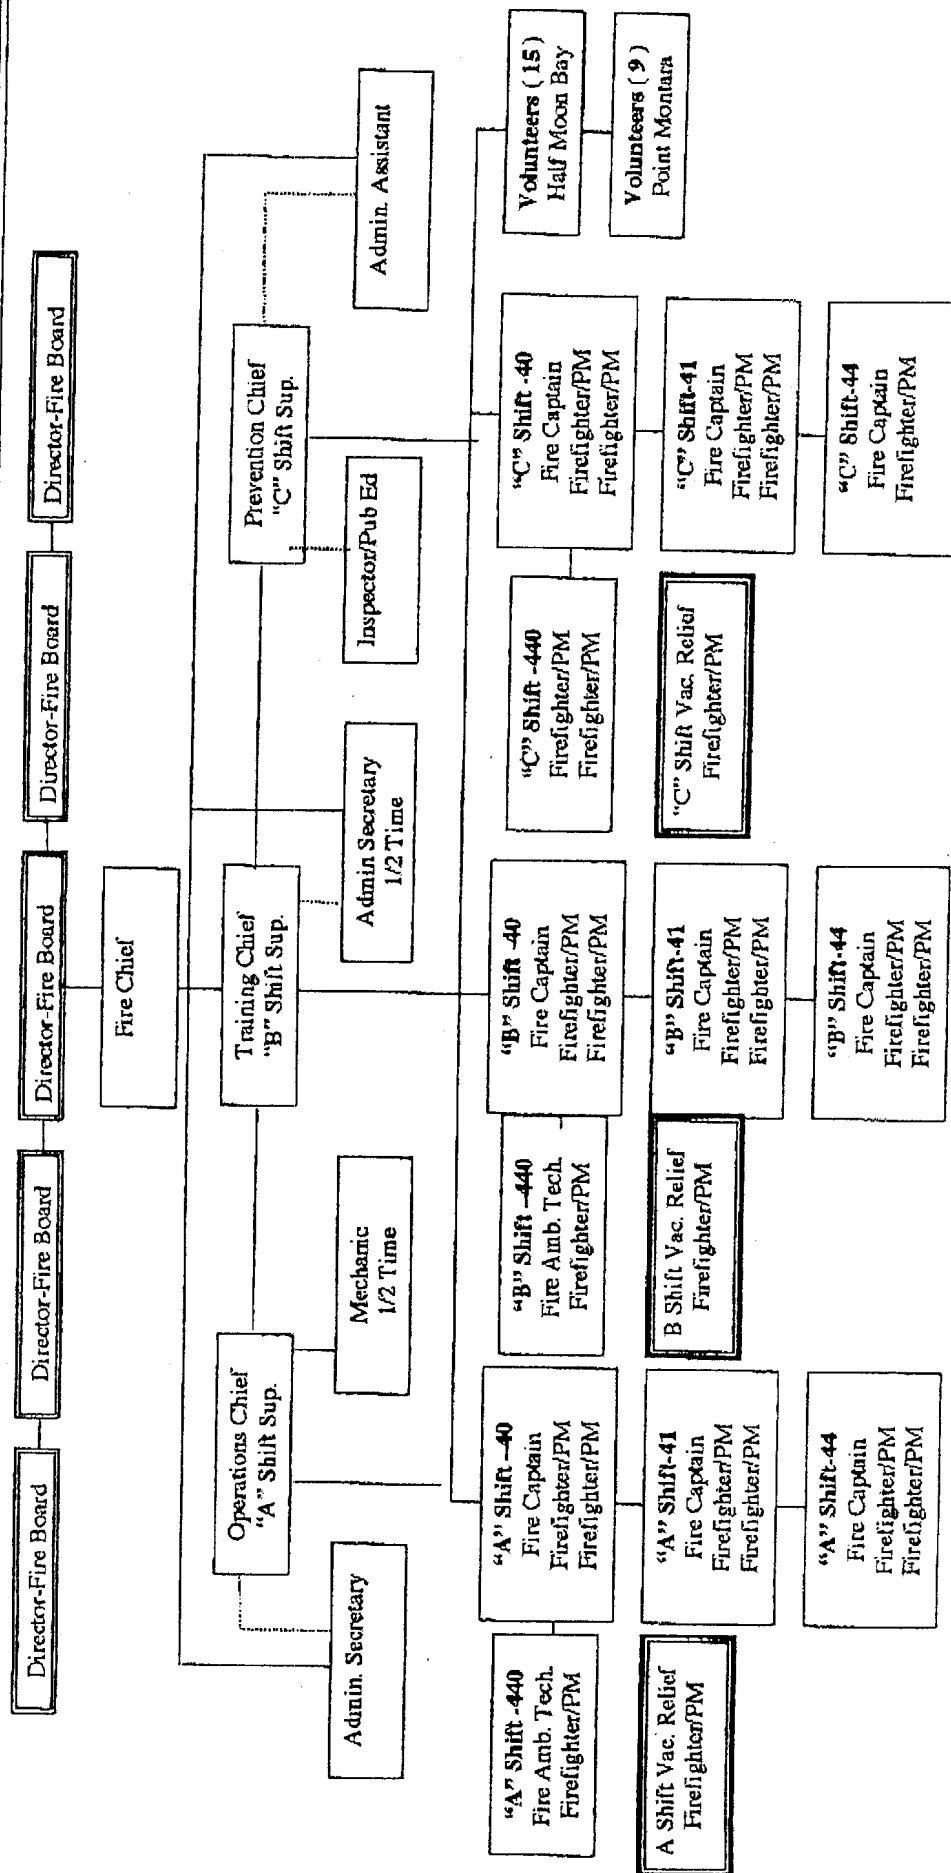 Director-Fire Board
Director-Fire Board
Director-Fire Board
Director-Fire Board
Director-Fire Board
Fire Chief
Operations Chief
"A" Shift Sup.
Training Chief
"B" Shift Sup.
Prevention Chief
"C" Shift Sup.
Admin. Secretary
Mechanic
1/2 Time
Admin Secretary
1/2 Time
Inspector/Pub Ed
Admin. Assistant
"A" Shift -440
Fire Amb. Tech.
Firefighter/PM
"A" Shift -40
Fire Captain
Firefighter/PM
Firefighter/PM
"B" Shift -440
Fire Amb. Tech.
Firefighter/PM
"B" Shift -40
Fire Captain
Firefighter/PM
Firefighter/PM
"C" Shift -440
Firefighter/PM
Firefighter/PM
"C" Shift -40
Fire Captain
Firefighter/PM
Firefighter/PM
Volunteers ( 15 )
Half Moon Bay
Volunteers ( 9 )
Point Montara
A Shift Vac. Relief
Firefighter/PM
"A" Shift-41
Fire Captain
Firefighter/PM
Firefighter/PM
B Shift Vac. Relief
Firefighter/PM
"B" Shift-41
Fire Captain
Firefighter/PM
Firefighter/PM
"C" Shift Vac. Relief
Firefighter/PM
"C" Shift-41
Fire Captain
Firefighter/PM
Firefighter/PM
"A" Shift-44
Fire Captain
Firefighter/PM
Firefighter/PM
"B" Shift-44
Fire Captain
Firefighter/PM
Firefighter/PM
"C" Shift-44
Fire Captain
Firefighter/PM